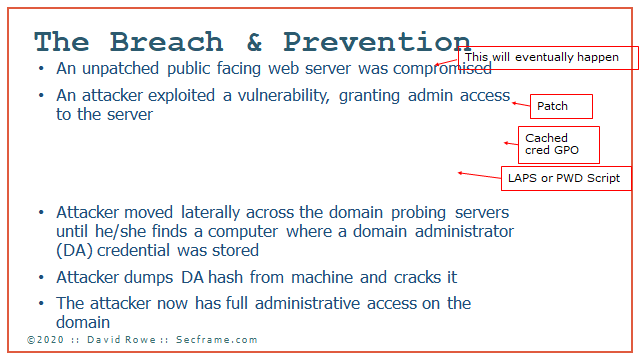 The Breach & Prevention
This will eventually happen
• An unpatched public facing web server was compromised
• An attacker exploited a vulnerability, granting admin access
to the server
Patch
Cached
cred GPO
LAPS or PWD Script
• Attacker moved laterally across the domain probing servers
until he/she finds a computer where a domain administrator
(DA) credential was stored
• Attacker dumps DA hash from machine and cracks it
• The attacker now has full administrative access on the
domain
©2020 :: David Rowe :: Secframe.com